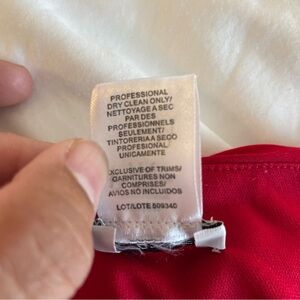 PROFESSIONAL
DRY CLEAN ONLY/
NETTOYAGE A SEC
PAR DES
PROFESSIONNELS
SEULEMENT/
TINTORERIA A SECO
PROFESIONAL
UNICAMENTE
EXCLUSIVE OF TRIMS/
GARNITURES NON
COMPRISES/
AVIOS NO INCLUIDOS
LOT/LOTE 509340